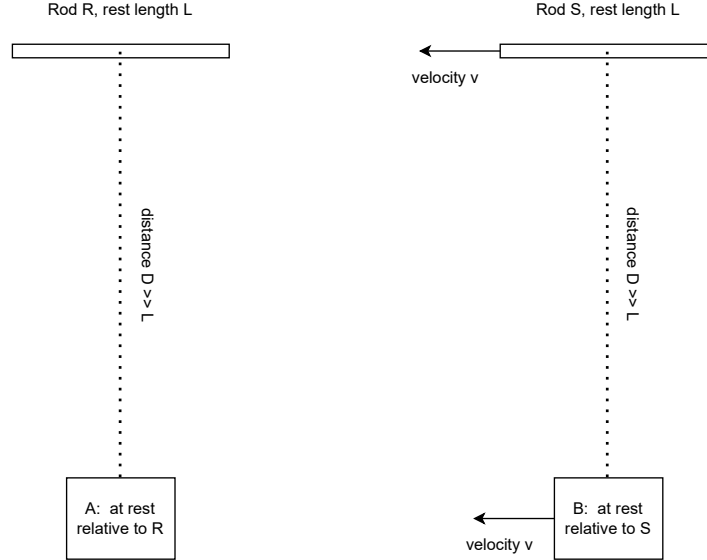 Rod R, rest length L
Rod S, rest length L
velocity v
distance D >> L
distance D >> L
A:  at rest
relative to R
B:  at rest
relative to S
velocity v